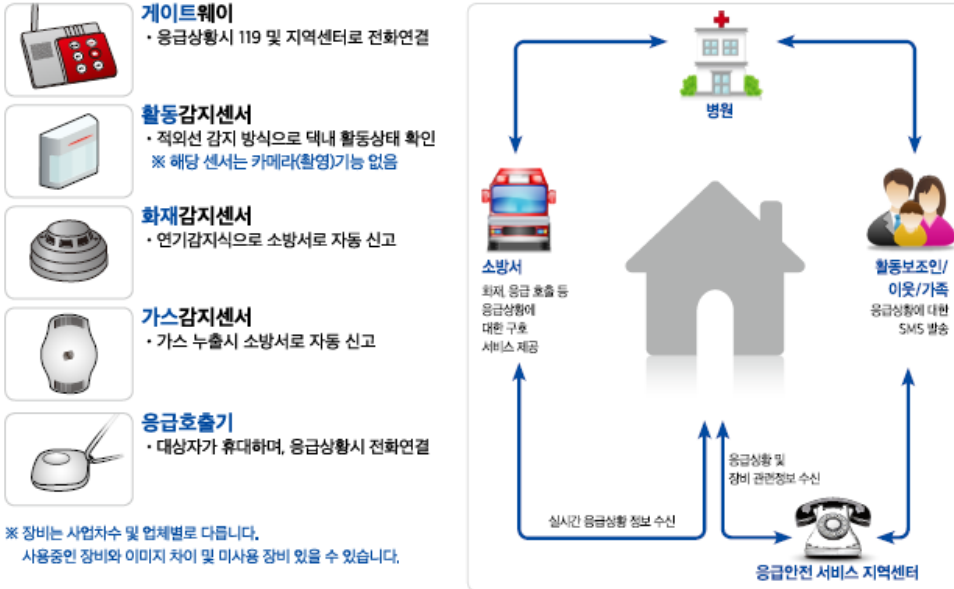 게이트웨이
· 응급상황시 119 및 지역센터로 전화연결
활동감지센서
· 적외선 감지 방식으로 댁내 활동상태 확인
※ 해당 센서는 카메라(촬영)기능 없음
화재감지센서
· 연기감지식으로 소방서로 자동 신고
가스감지센서
· 가스 누출시 소방서로 자동 신고
응급호출기
· 대상자가 휴대하며, 응급상황시 전화연결
※ 장비는 사업차수 및 업체별로 다릅니다.
사용중인 장비와 이미지 차이 및 미사용 장비 있을 수 있습니다.
병원
소방서
화재, 응급 호출 등
응급상황에
대한 구호
서비스 제공
활동보조인/
이웃/가족
응급상황에 대한
SMS 발송
응급상황 및
장비 관련정보 수신
실시간 응급상황 정보 수신
응급안전 서비스 지역센터